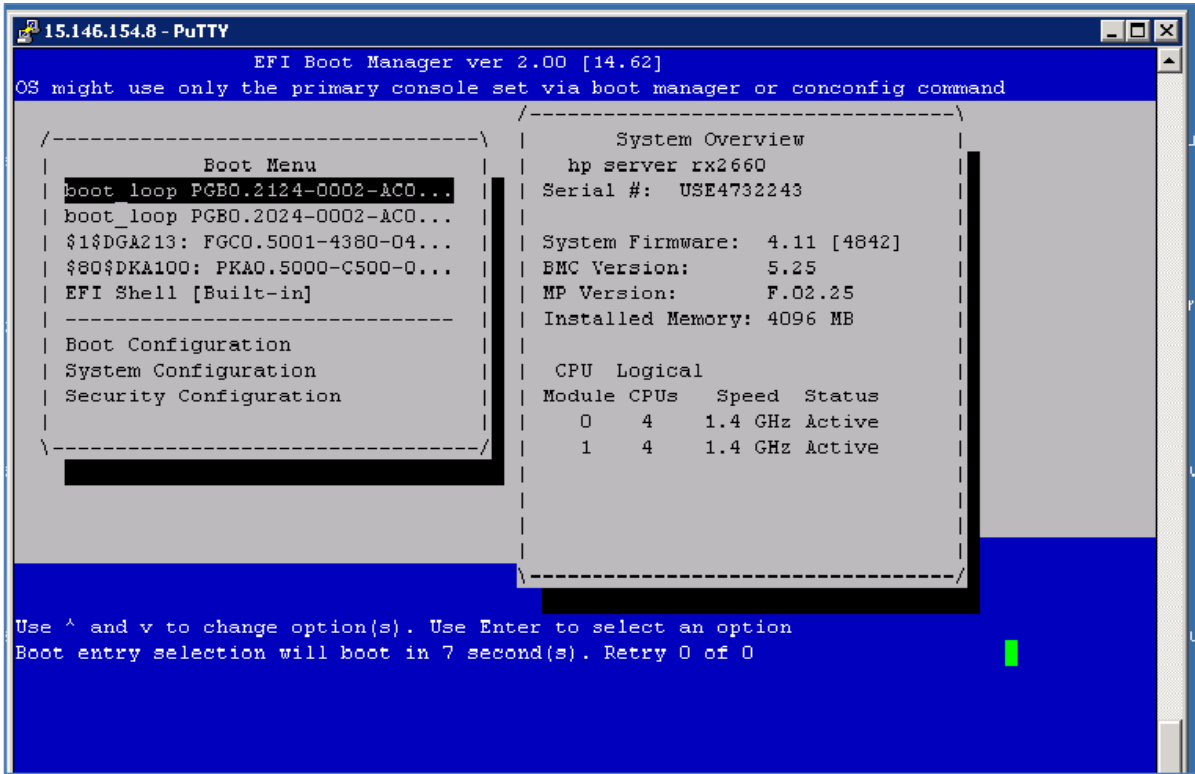 15.146.154.8 - PuTTY
EFI Boot Manager ver 2.00 [14.62]
OS might use only the primary console set via boot manager or conconfig command
Boot Menu
boot_loop PGB0.2124-0002-AC0...
boot_loop PGB0.2024-0002-AC0...
$1$DGA213: FGC0.5001-4380-04...
$80$DKA100: PKA0.5000-C500-0...
EFI Shell [Built-in]
Boot Configuration
System Configuration
Security Configuration
System Overview
hp server rx2660
Serial #: USE4732243
System Firmware: 4.11 [4842]
BMC Version: 5.25
MP Version: F.02.25
Installed Memory: 4096 MB
CPU Logical
Module CPUs Speed Status
0 4 1.4 GHz Active
1 4 1.4 GHz Active
Use ^ and v to change option(s). Use Enter to select an option
Boot entry selection will boot in 7 second(s). Retry 0 of 0